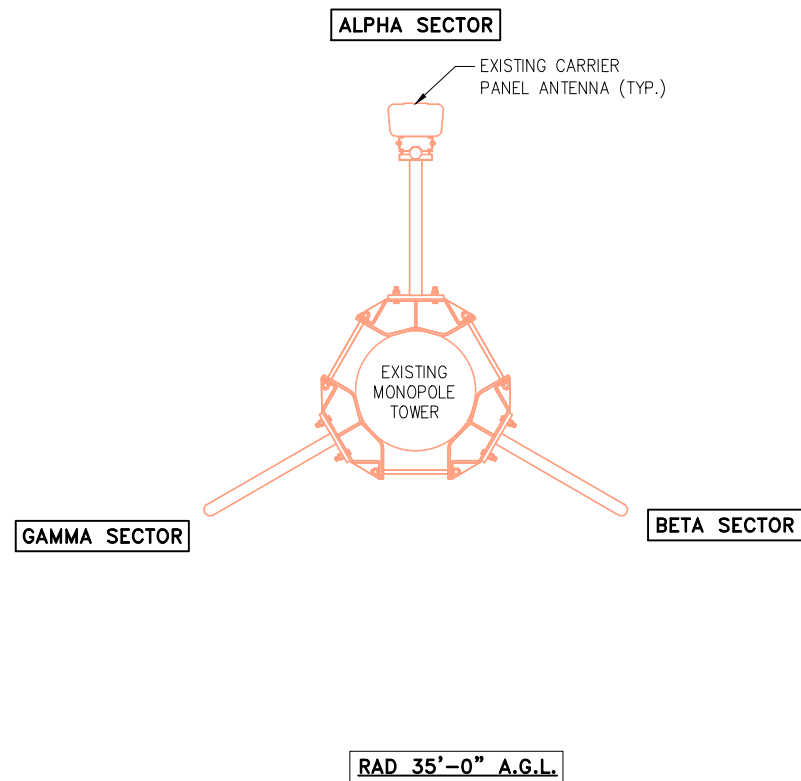 ALPHA SECTOR
EXISTING CARRIER
PANEL ANTENNA (TYP.)
EXISTING
MONOPOLE
TOWER
GAMMA SECTOR
BETA SECTOR
RAD 35'-0" A.G.L.